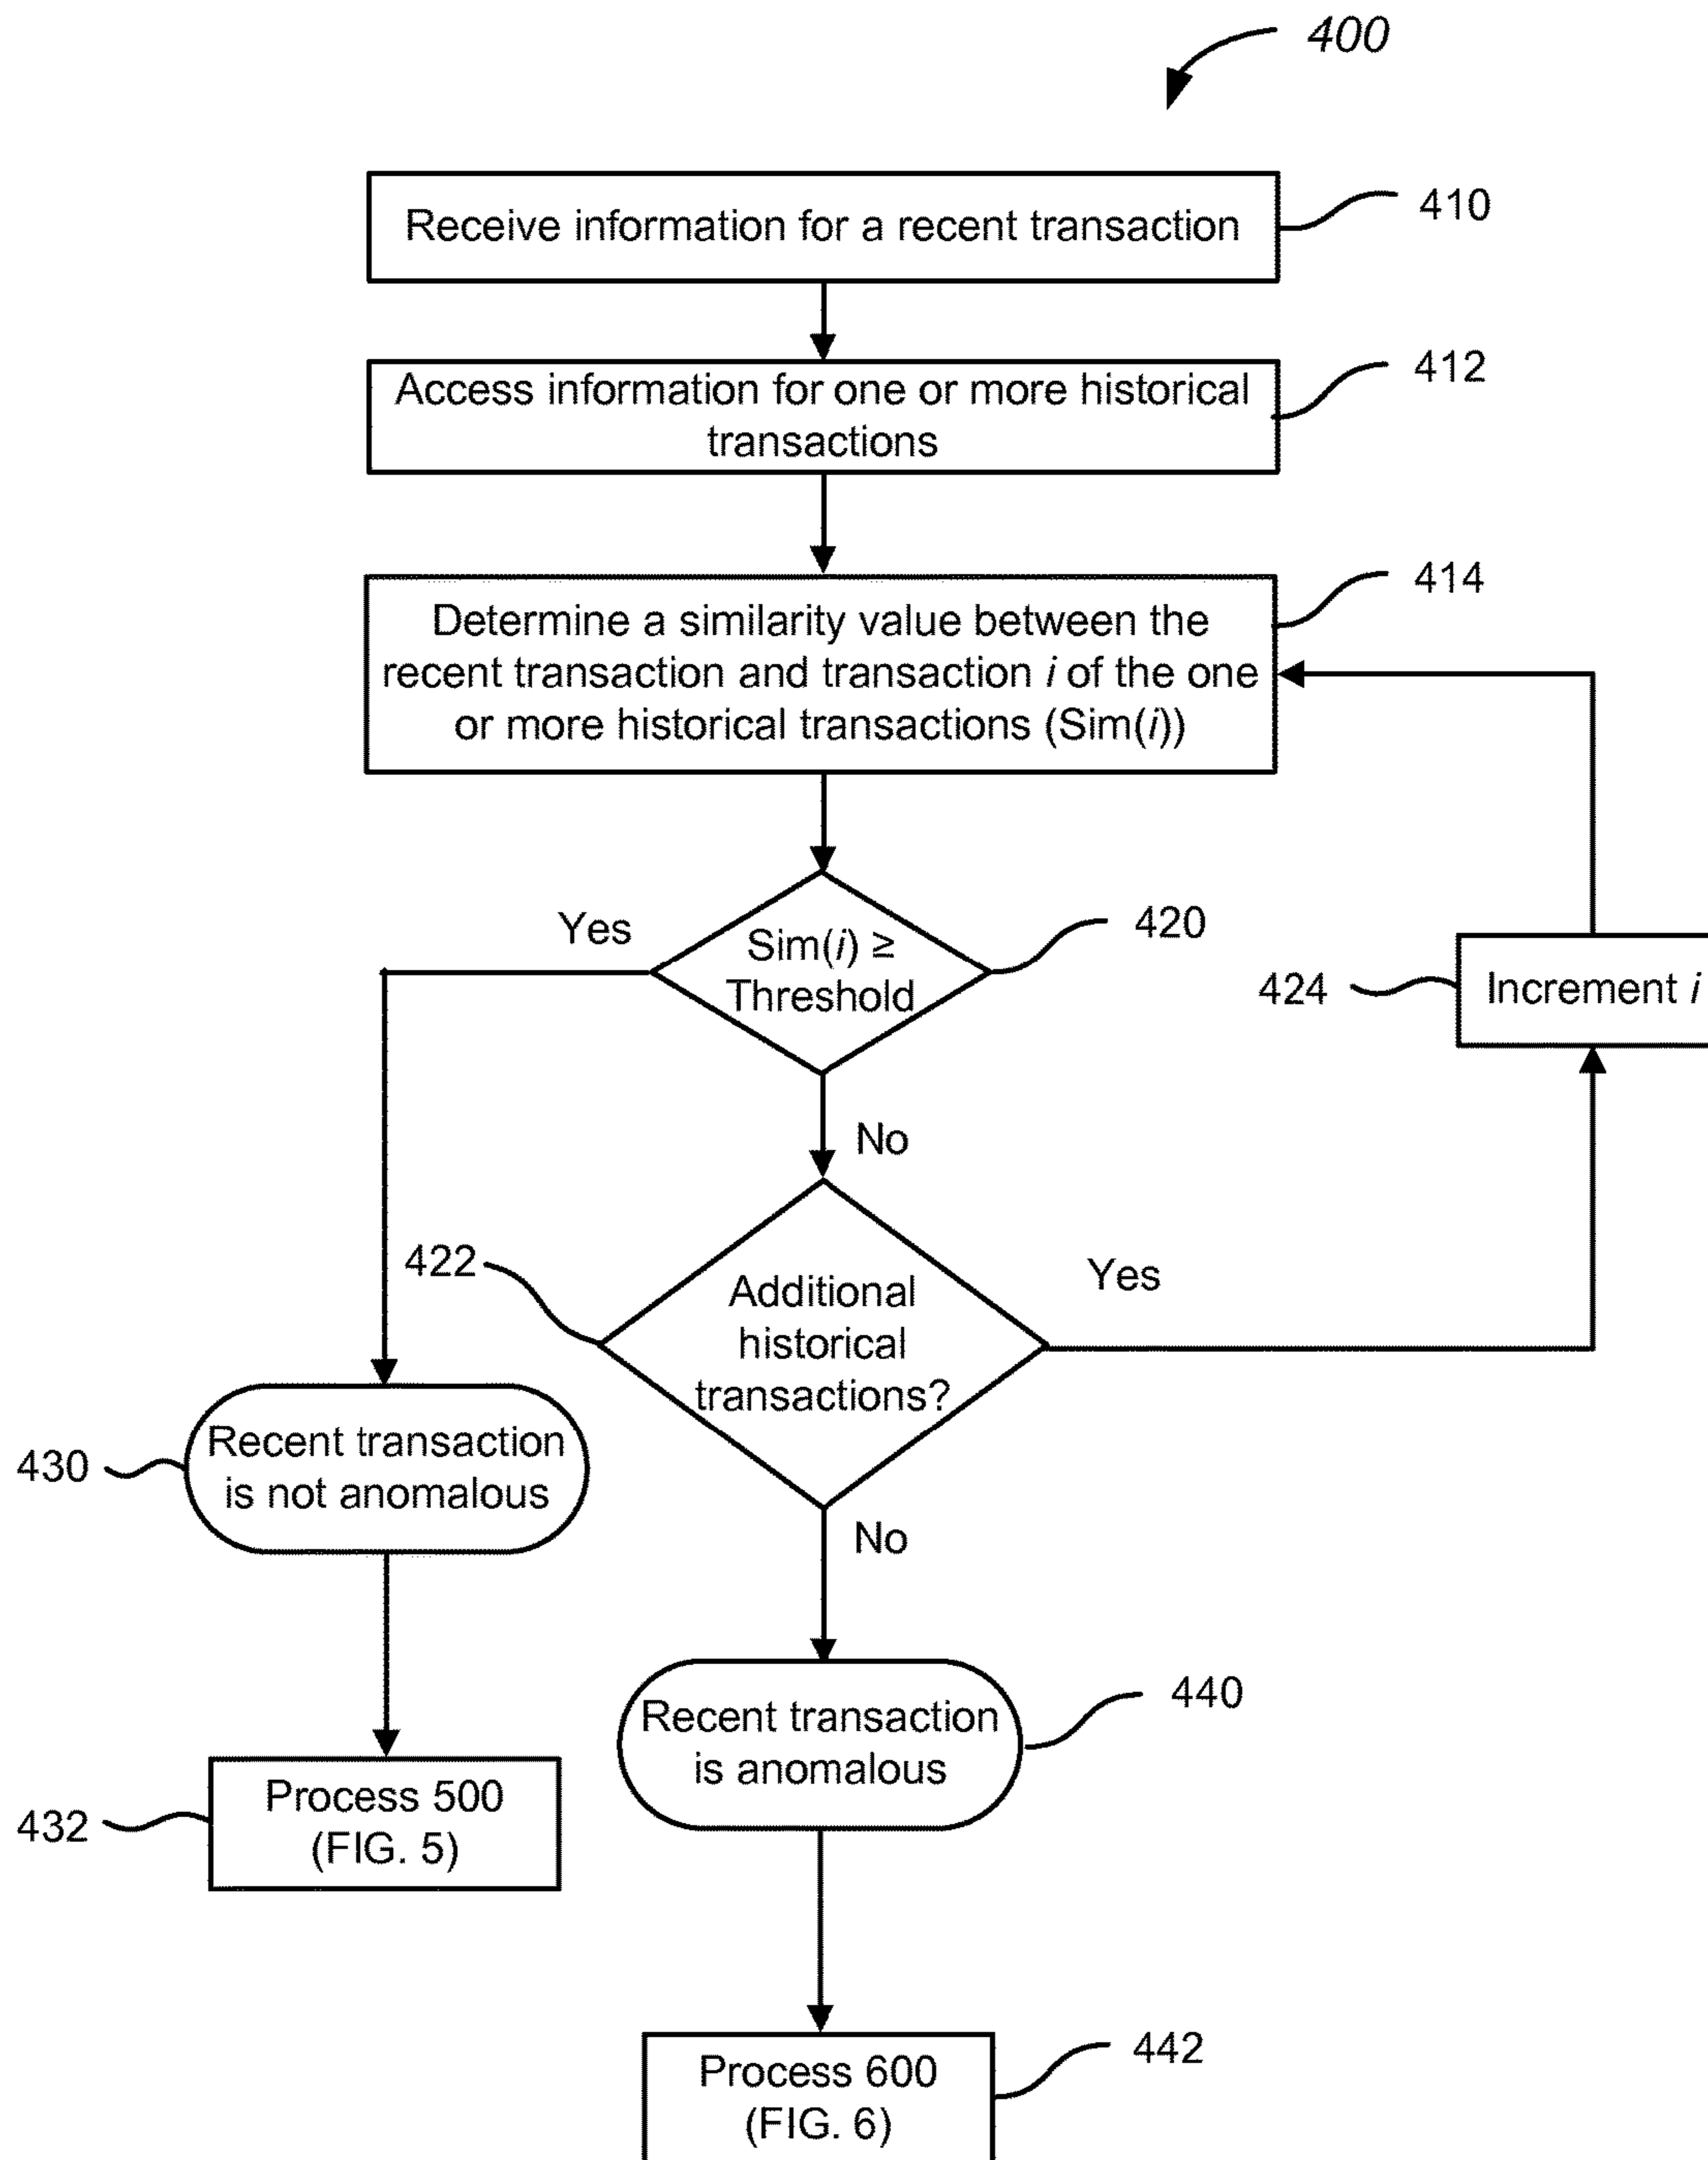 400
Receive information for a recent transaction
410
Access information for one or more historical
transactions
412
Determine a similarity value between the
recent transaction and transaction i of the one
or more historical transactions (Sim(i))
414
Yes
Sim(i) ≥
Threshold
420
424
Increment i
No
422
Additional
historical
transactions?
Yes
430
Recent transaction
is not anomalous
No
440
Recent transaction
is anomalous
432
Process 500
(FIG. 5)
442
Process 600
(FIG. 6)